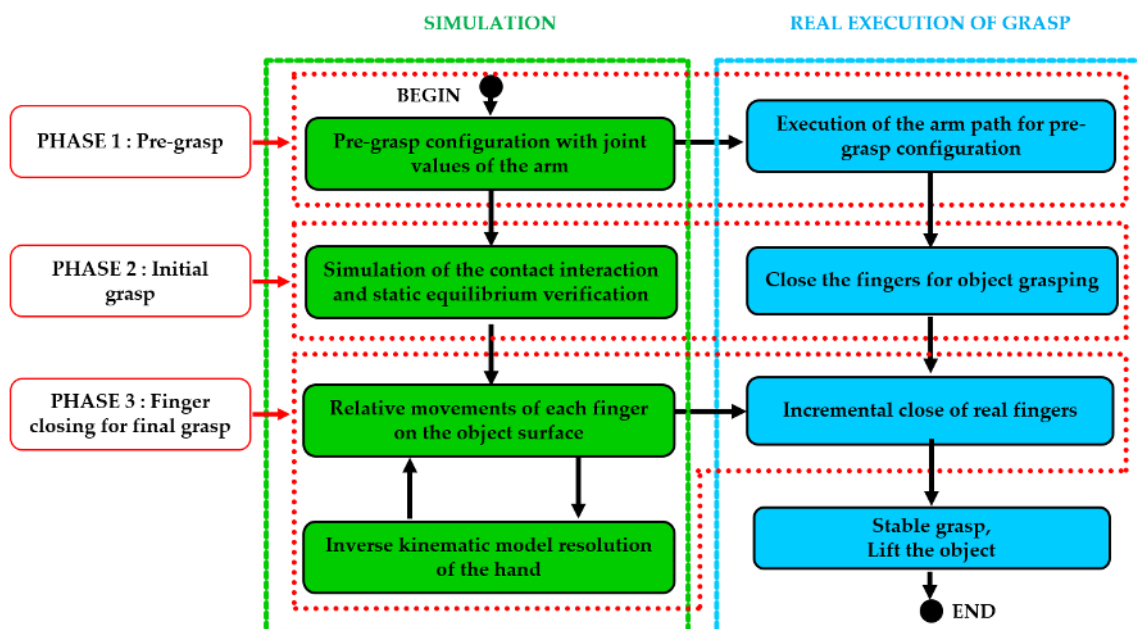 SIMULATION
REAL EXECUTION OF GRASP
BEGIN
PHASE 1 : Pre-grasp
Pre-grasp configuration with joint
values of the arm
Execution of the arm path for pre-
grasp configuration
PHASE 2 : Initial
grasp
Simulation of the contact interaction
and static equilibrium verification
Close the fingers for object grasping
PHASE 3 : Finger
closing for final grasp
Relative movements of each finger
on the object surface
Incremental close of real fingers
Inverse kinematic model resolution
of the hand
Stable grasp,
Lift the object
END